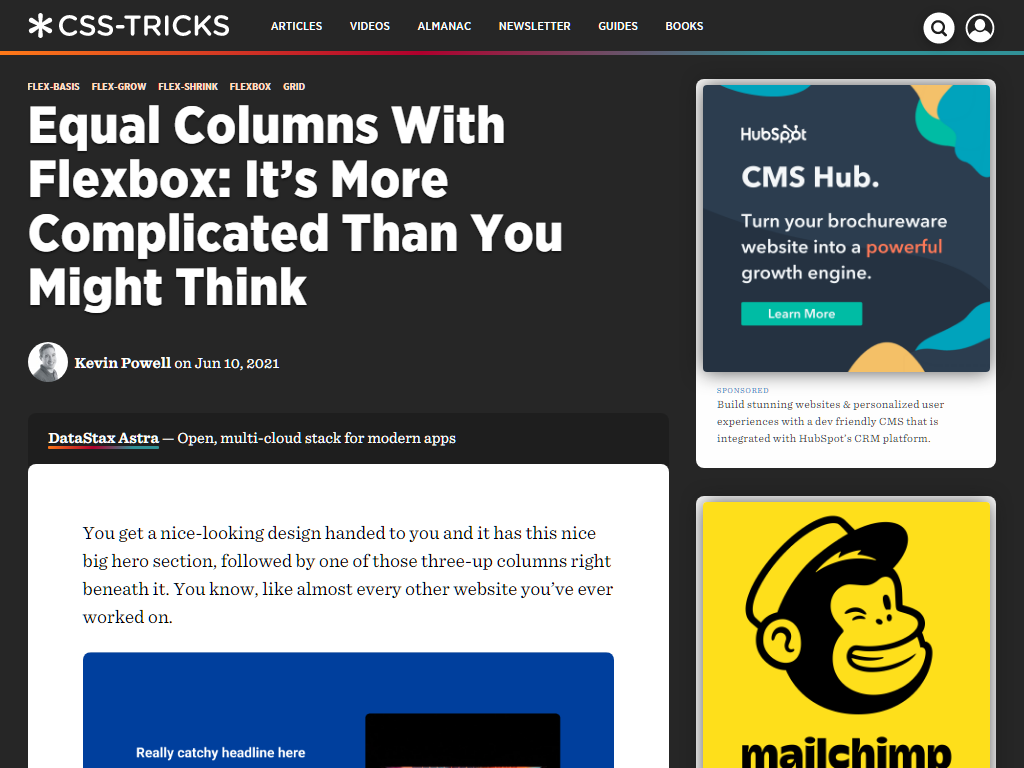 CSS-TRICKS
ARTICLES VIDEOS ALMANAC NEWSLETTER GUIDES BOOKS
FLEX-BASIS FLEX-GROW FLEX-SHRINK FLEXBOX GRID
Equal Columns With
Flexbox: It’s More
Complicated Than You
Might Think
Kevin Powell on Jun 10, 2021
DataStax Astra — Open, multi-cloud stack for modern apps
You get a nice-looking design handed to you and it has this nice
big hero section, followed by one of those three-up columns right
beneath it. You know, like almost every other website you’ve ever
worked on.
Really catchy headline here
HubSpot
CMS Hub.
Turn your brochureware
website into a powerful
growth engine.
Learn More
SPONSORED
Build stunning websites & personalized user
experiences with a dev friendly CMS that is
integrated with HubSpot's CRM platform.
mailchimp